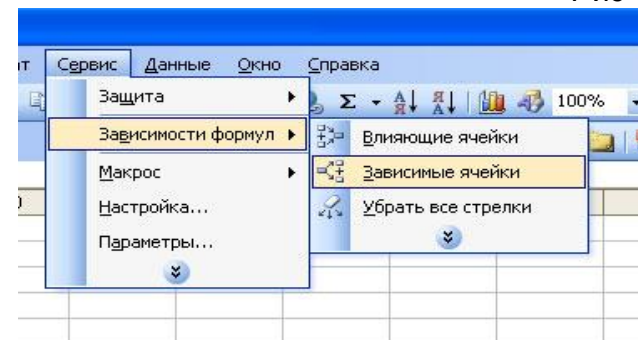 Сервис Данные Окно Справка
Защита
Σ
А Я
Я А
100%
Зависимости формул
Влияющие ячейки
Макрос
Зависимые ячейки
Настройка...
Убрать все стрелки
Параметры...